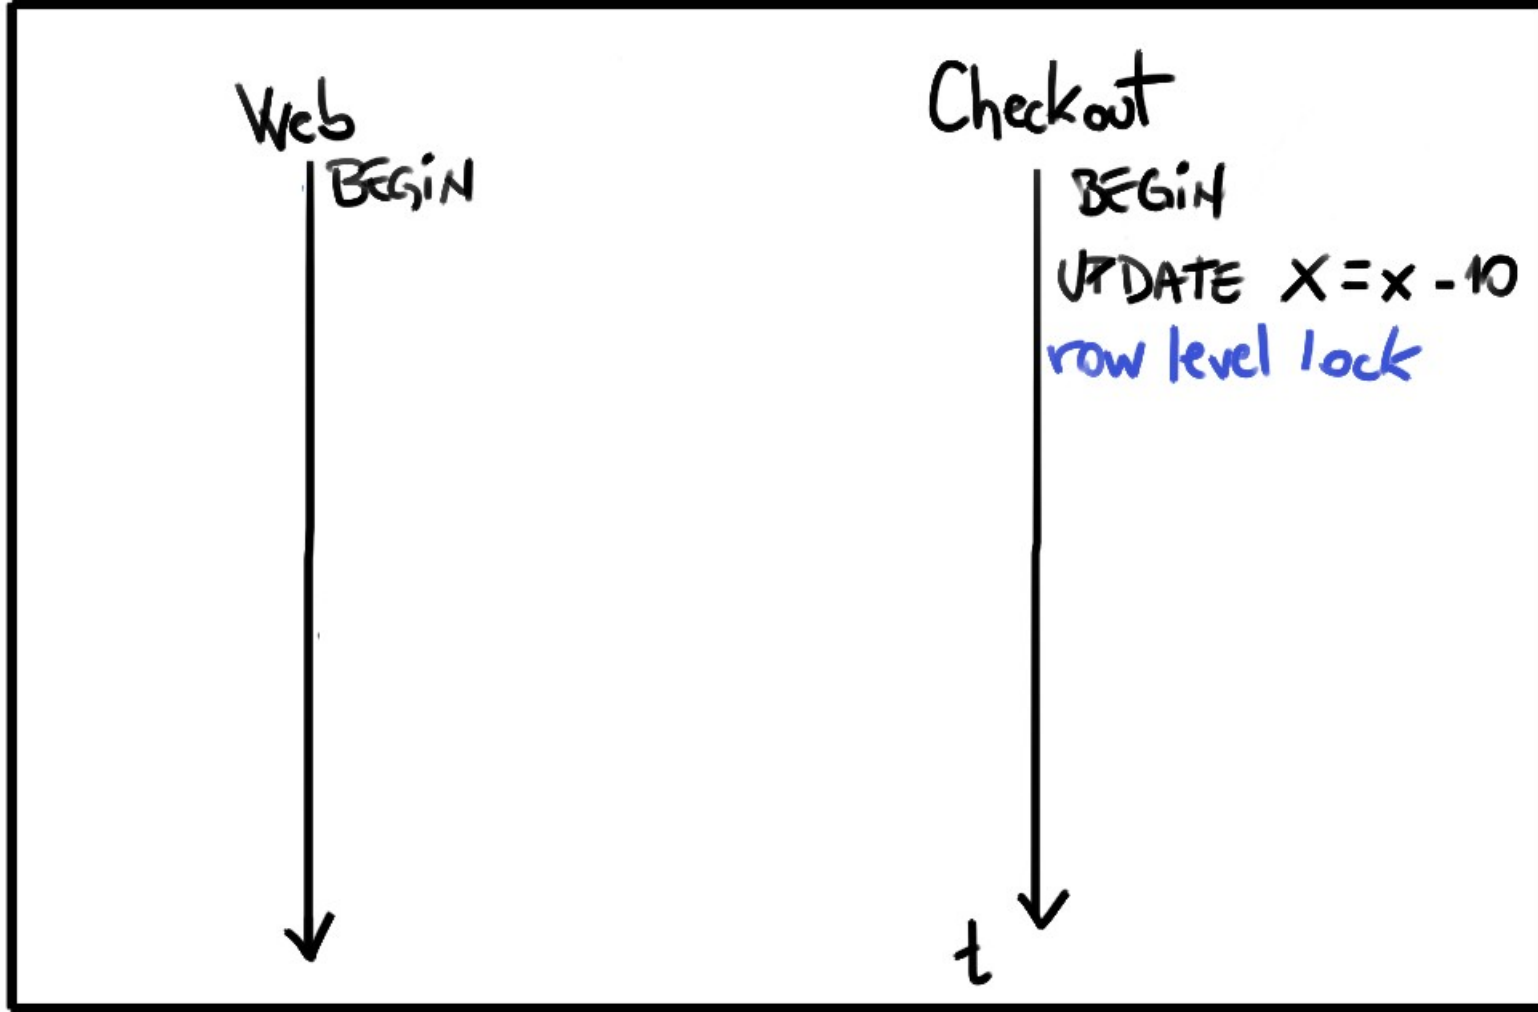 Web
BEGiN
Checkout
BEGiN
UPDATE X = x - 10
row level lock
t